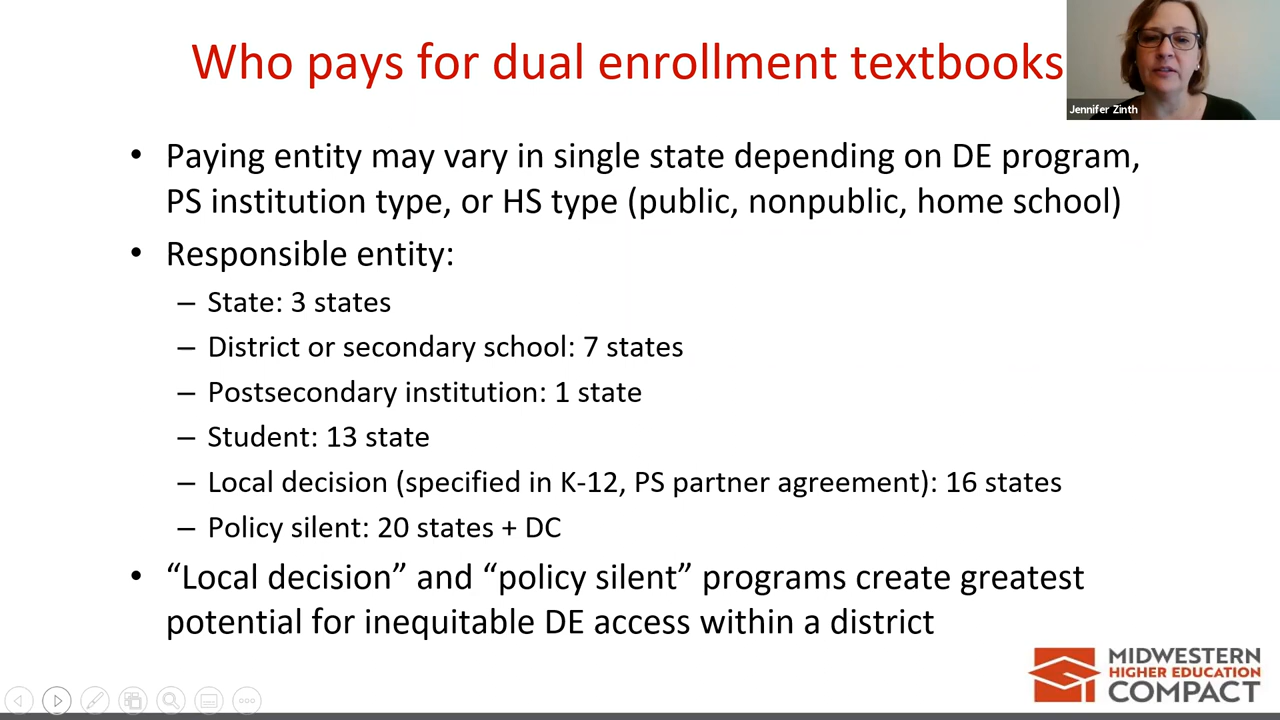 Who pays for dual enrollment textbooks
Jennifer Zinth
• Paying entity may vary in single state depending on DE program,
PS institution type, or HS type (public, nonpublic, home school)
• Responsible entity:
– State: 3 states
– District or secondary school: 7 states
– Postsecondary institution: 1 state
– Student: 13 state
– Local decision (specified in K-12, PS partner agreement): 16 states
– Policy silent: 20 states + DC
• “Local decision” and “policy silent” programs create greatest
potential for inequitable DE access within a district
MIDWESTERN
HIGHER EDUCATION
COMPACT